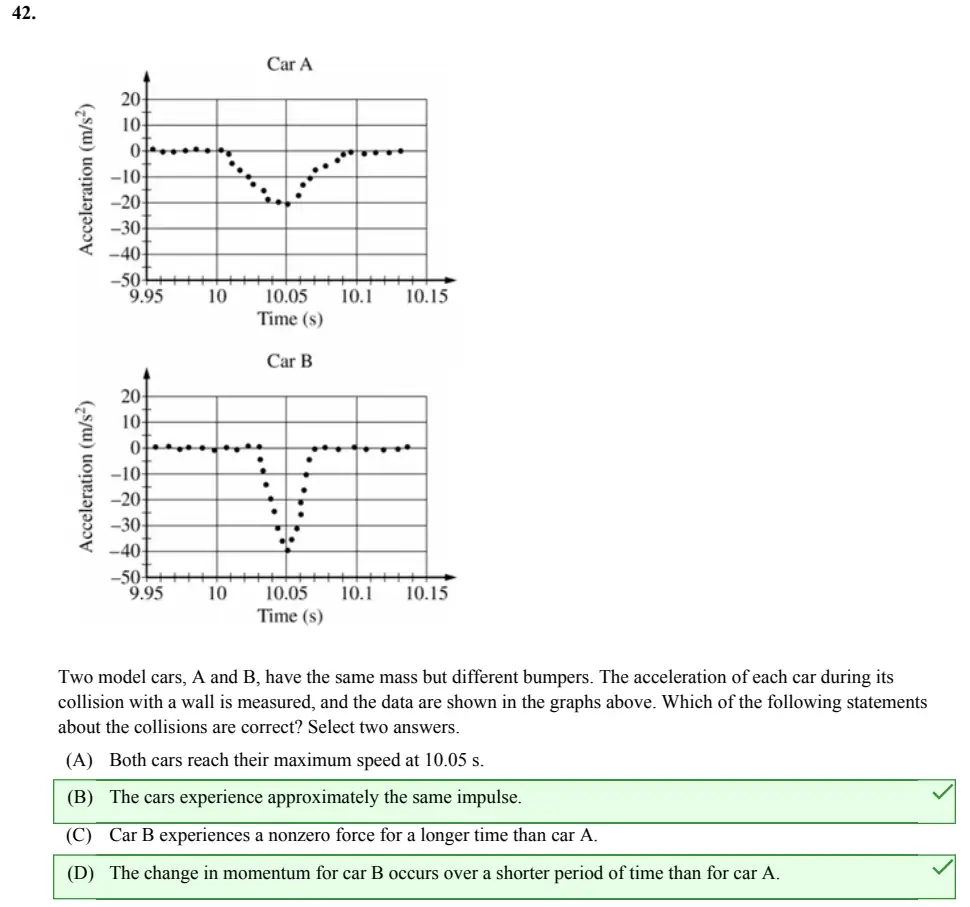 42.
Car A
Acceleration (m/s²)
20
10
0
–10
–20
–30
–40
–50
9.95 10 10.05 10.1 10.15
Time (s)
Car B
Acceleration (m/s²)
20
10
0
–10
–20
–30
–40
–50
9.95 10 10.05 10.1 10.15
Time (s)
Two model cars, A and B, have the same mass but different bumpers. The acceleration of each car during its
collision with a wall is measured, and the data are shown in the graphs above. Which of the following statements
about the collisions are correct? Select two answers.
(A) Both cars reach their maximum speed at 10.05 s.
(B) The cars experience approximately the same impulse.
(C) Car B experiences a nonzero force for a longer time than car A.
(D) The change in momentum for car B occurs over a shorter period of time than for car A.